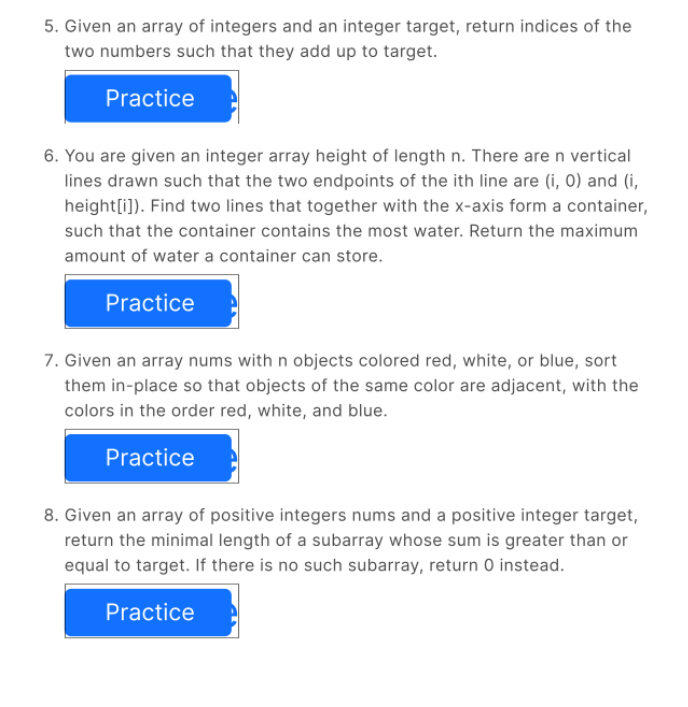 5. Given an array of integers and an integer target, return indices of the
two numbers such that they add up to target.
Practice
6. You are given an integer array height of length n. There are n vertical
lines drawn such that the two endpoints of the ith line are (i, 0) and (i,
height[i]). Find two lines that together with the x-axis form a container,
such that the container contains the most water. Return the maximum
amount of water a container can store.
Practice
7. Given an array nums with n objects colored red, white, or blue, sort
them in-place so that objects of the same color are adjacent, with the
colors in the order red, white, and blue.
Practice
8. Given an array of positive integers nums and a positive integer target,
return the minimal length of a subarray whose sum is greater than or
equal to target. If there is no such subarray, return 0 instead.
Practice